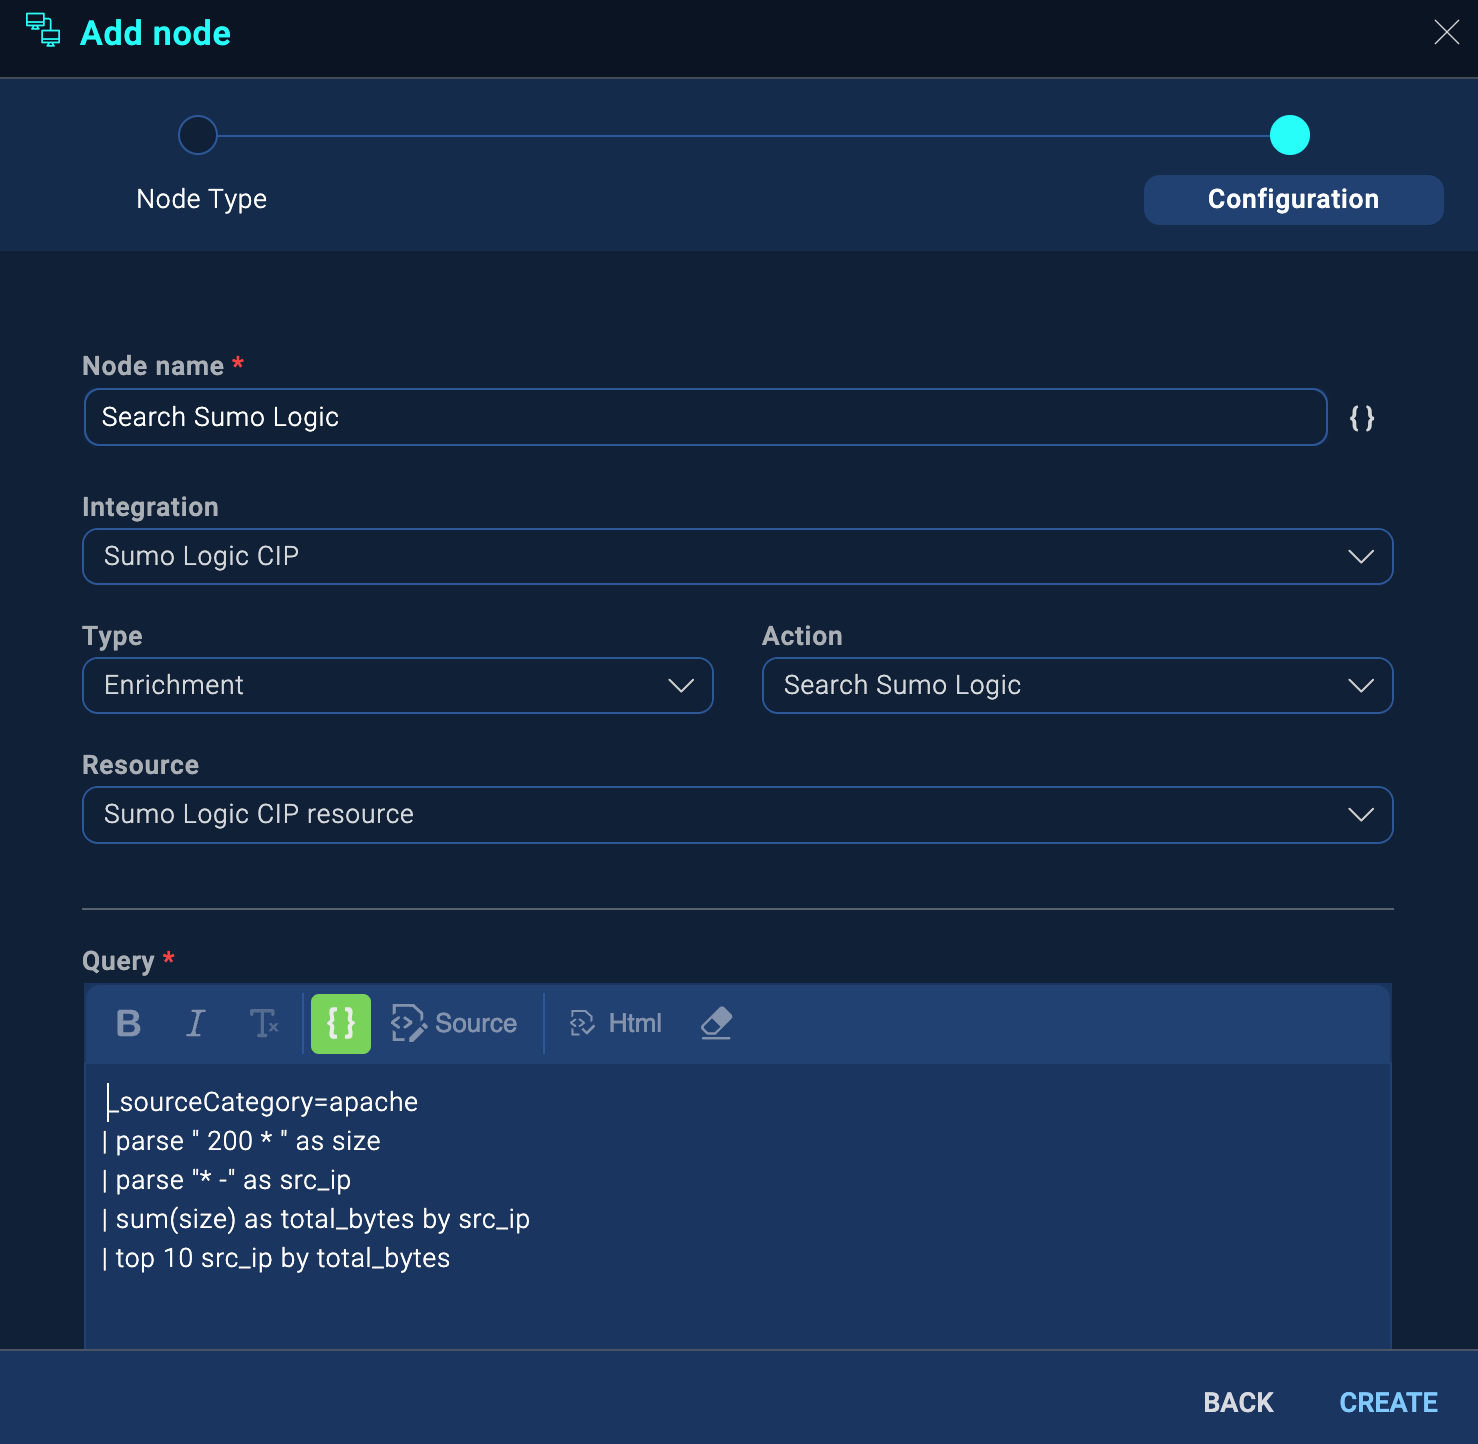 Add node
Node Type
Configuration
Node name *
Search Sumo Logic
{}
Integration
Sumo Logic CIP
Type
Action
Enrichment
Search Sumo Logic
Resource
Sumo Logic CIP resource
Query *
B I Tx {} Source Html
_sourceCategory=apache
| parse " 200 * " as size
| parse "* -" as src_ip
| sum(size) as total_bytes by src_ip
| top 10 src_ip by total_bytes
BACK CREATE